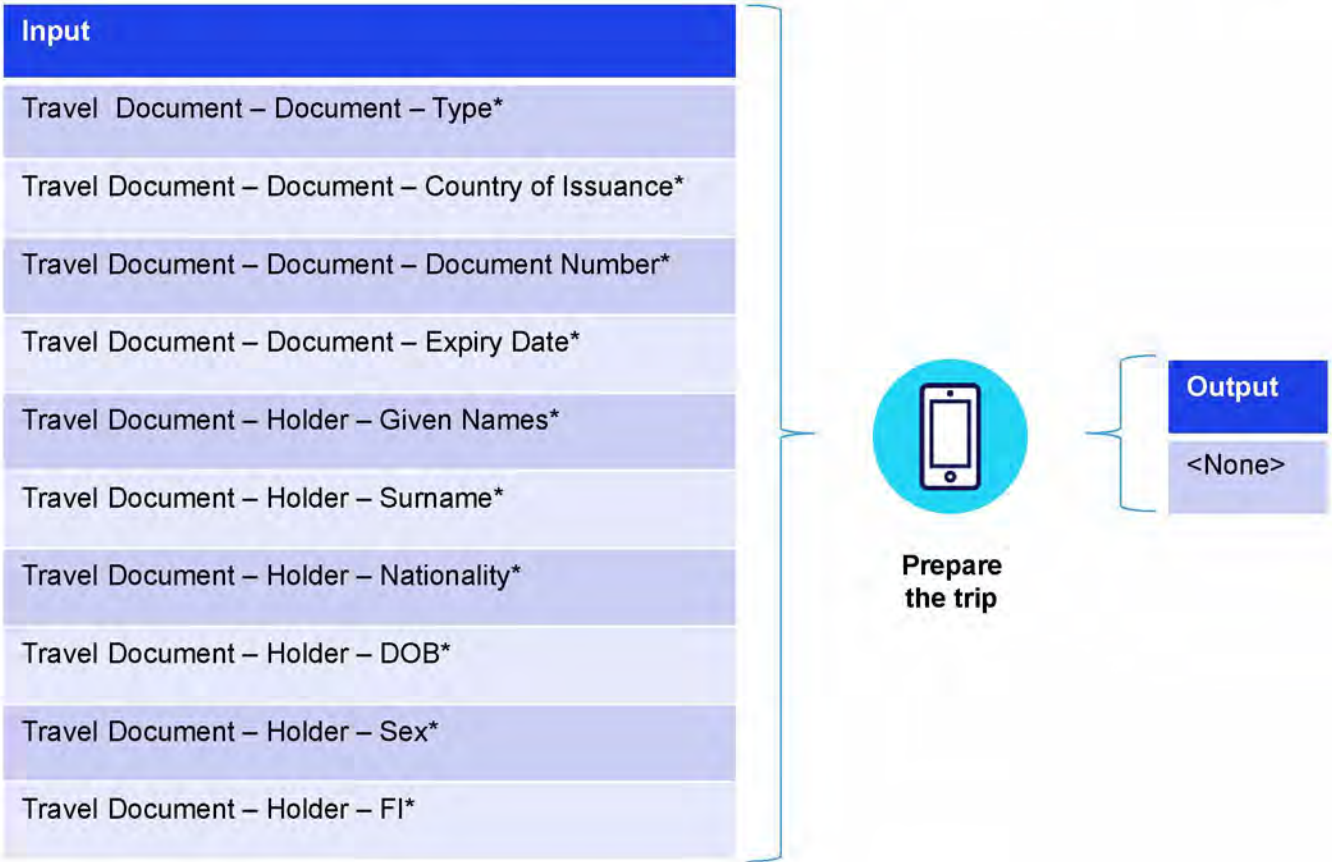 Input
Travel Document – Document – Type*
Travel Document – Document – Country of Issuance*
Travel Document – Document – Document Number*
Travel Document – Document – Expiry Date*
Travel Document – Holder – Given Names*
Travel Document – Holder – Surname*
Travel Document – Holder – Nationality*
Travel Document – Holder – DOB*
Travel Document – Holder – Sex*
Travel Document – Holder – FI*
Prepare
the trip
Output
<None>